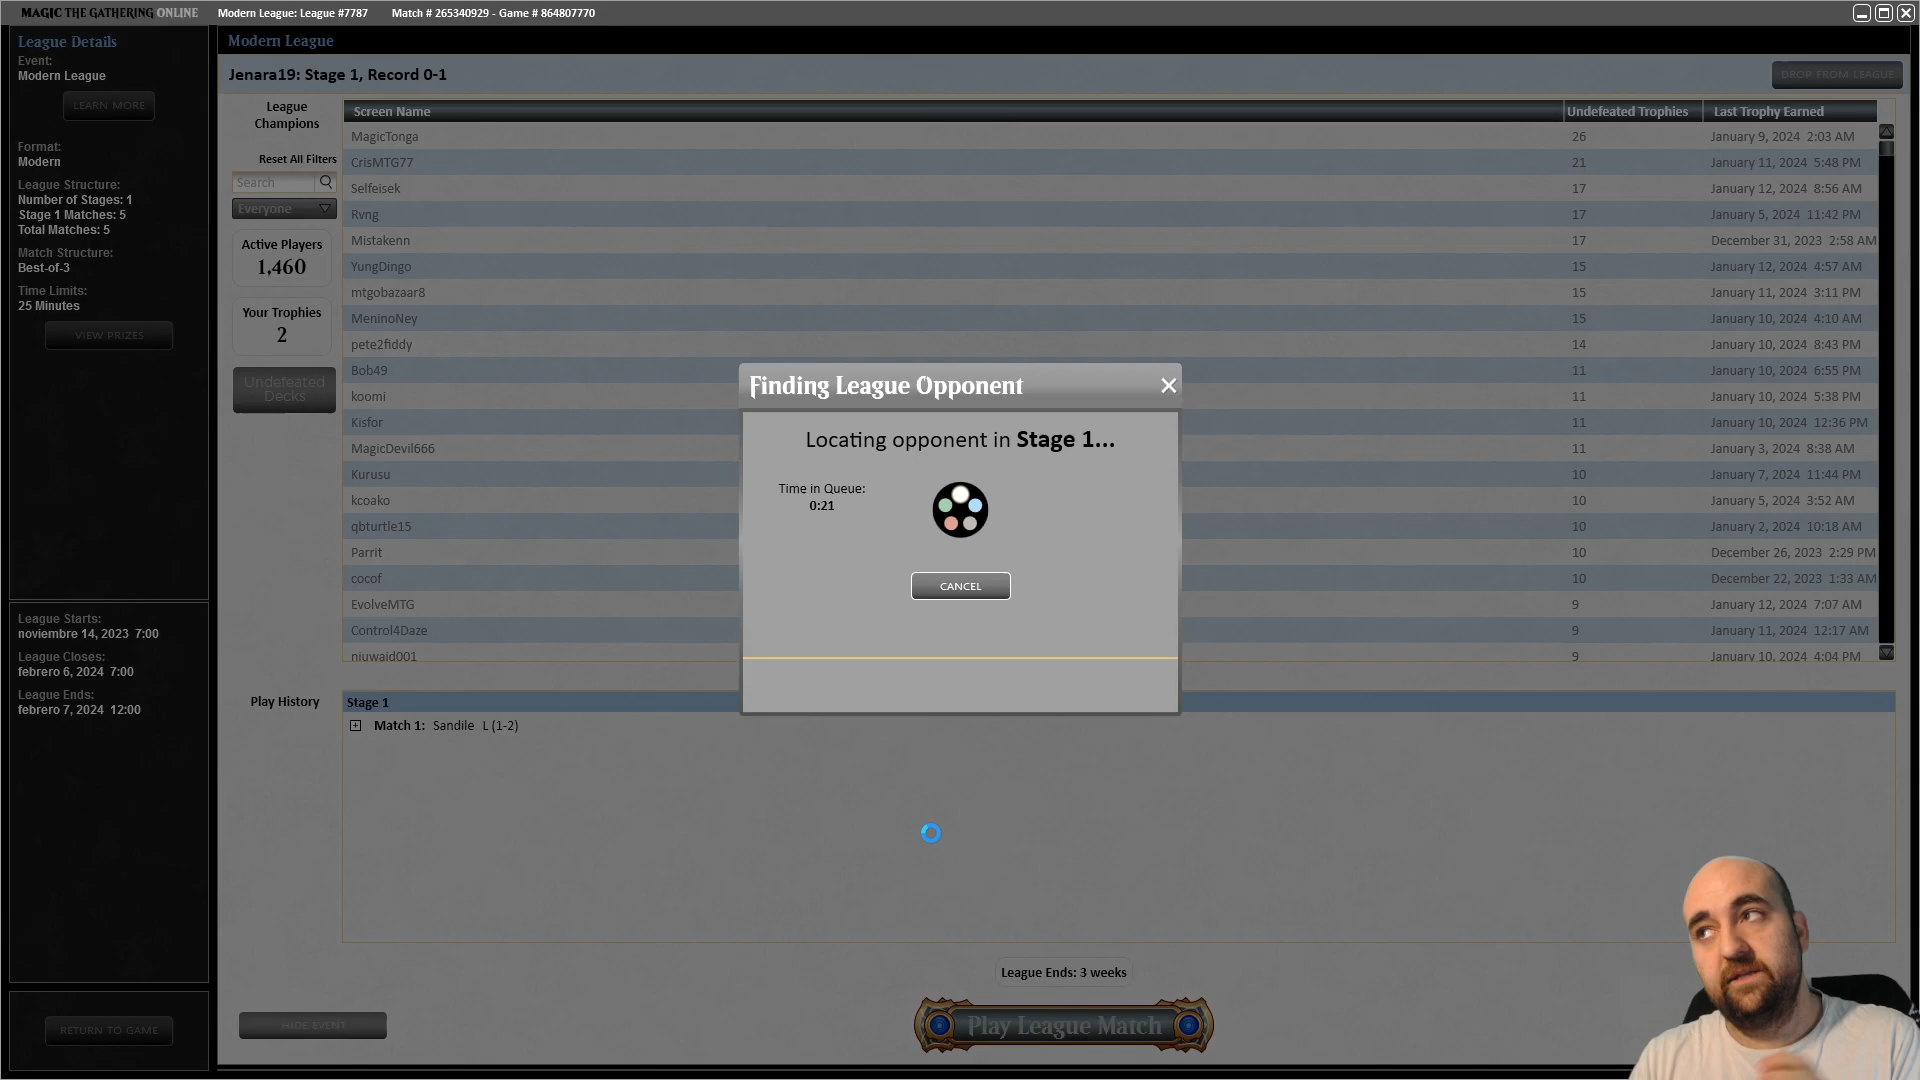 MAGIC THE GATHERING ONLINE Modern League: League #7787 Match # 265340929 - Game # 864807770
League Details
Event:
Modern League
LEARN MORE
Format:
Modern
League Structure:
Number of Stages: 1
Stage 1 Matches: 5
Total Matches: 5
Match Structure:
Best-of-3
Time Limits:
25 Minutes
VIEW PRIZES
League Starts:
noviembre 14, 2023 7:00
League Closes:
febrero 6, 2024 7:00
League Ends:
febrero 7, 2024 12:00
RETURN TO GAME
Modern League
Jenara19: Stage 1, Record 0-1
DROP FROM LEAGUE
League
Champions
Reset All Filters
Search
Everyone
Active Players
1,460
Your Trophies
2
Undefeated
Decks
Screen Name Undefeated Trophies Last Trophy Earned
MagicTonga 26 January 9, 2024 2:03 AM
CrisMTG77 21 January 11, 2024 5:48 PM
Selfeisek 17 January 12, 2024 8:56 AM
Rvng 17 January 5, 2024 11:42 PM
Mistakenn 17 December 31, 2023 2:58 AM
YungDingo 15 January 12, 2024 4:57 AM
mtgobazaar8 15 January 11, 2024 3:11 PM
MeninoNey 15 January 10, 2024 4:10 AM
pete2fiddy 14 January 10, 2024 8:43 PM
Bob49 11 January 10, 2024 6:55 PM
koomi 11 January 10, 2024 5:38 PM
Kisfor 11 January 10, 2024 12:36 PM
MagicDevil666 11 January 3, 2024 8:38 AM
Kurusu 10 January 7, 2024 11:44 PM
kcoako 10 January 5, 2024 3:52 AM
qbturtle15 10 January 2, 2024 10:18 AM
Parrit 10 December 26, 2023 2:29 PM
cocof 10 December 22, 2023 1:33 AM
EvolveMTG 9 January 12, 2024 7:07 AM
Control4Daze 9 January 11, 2024 12:17 AM
niuwaid001 9 January 10, 2024 4:04 PM
Finding League Opponent
Locating opponent in Stage 1...
Time in Queue:
0:21
CANCEL
Play History
Stage 1
Match 1: Sandile L (1-2)
League Ends: 3 weeks
HIDE EVENT
Play League Match